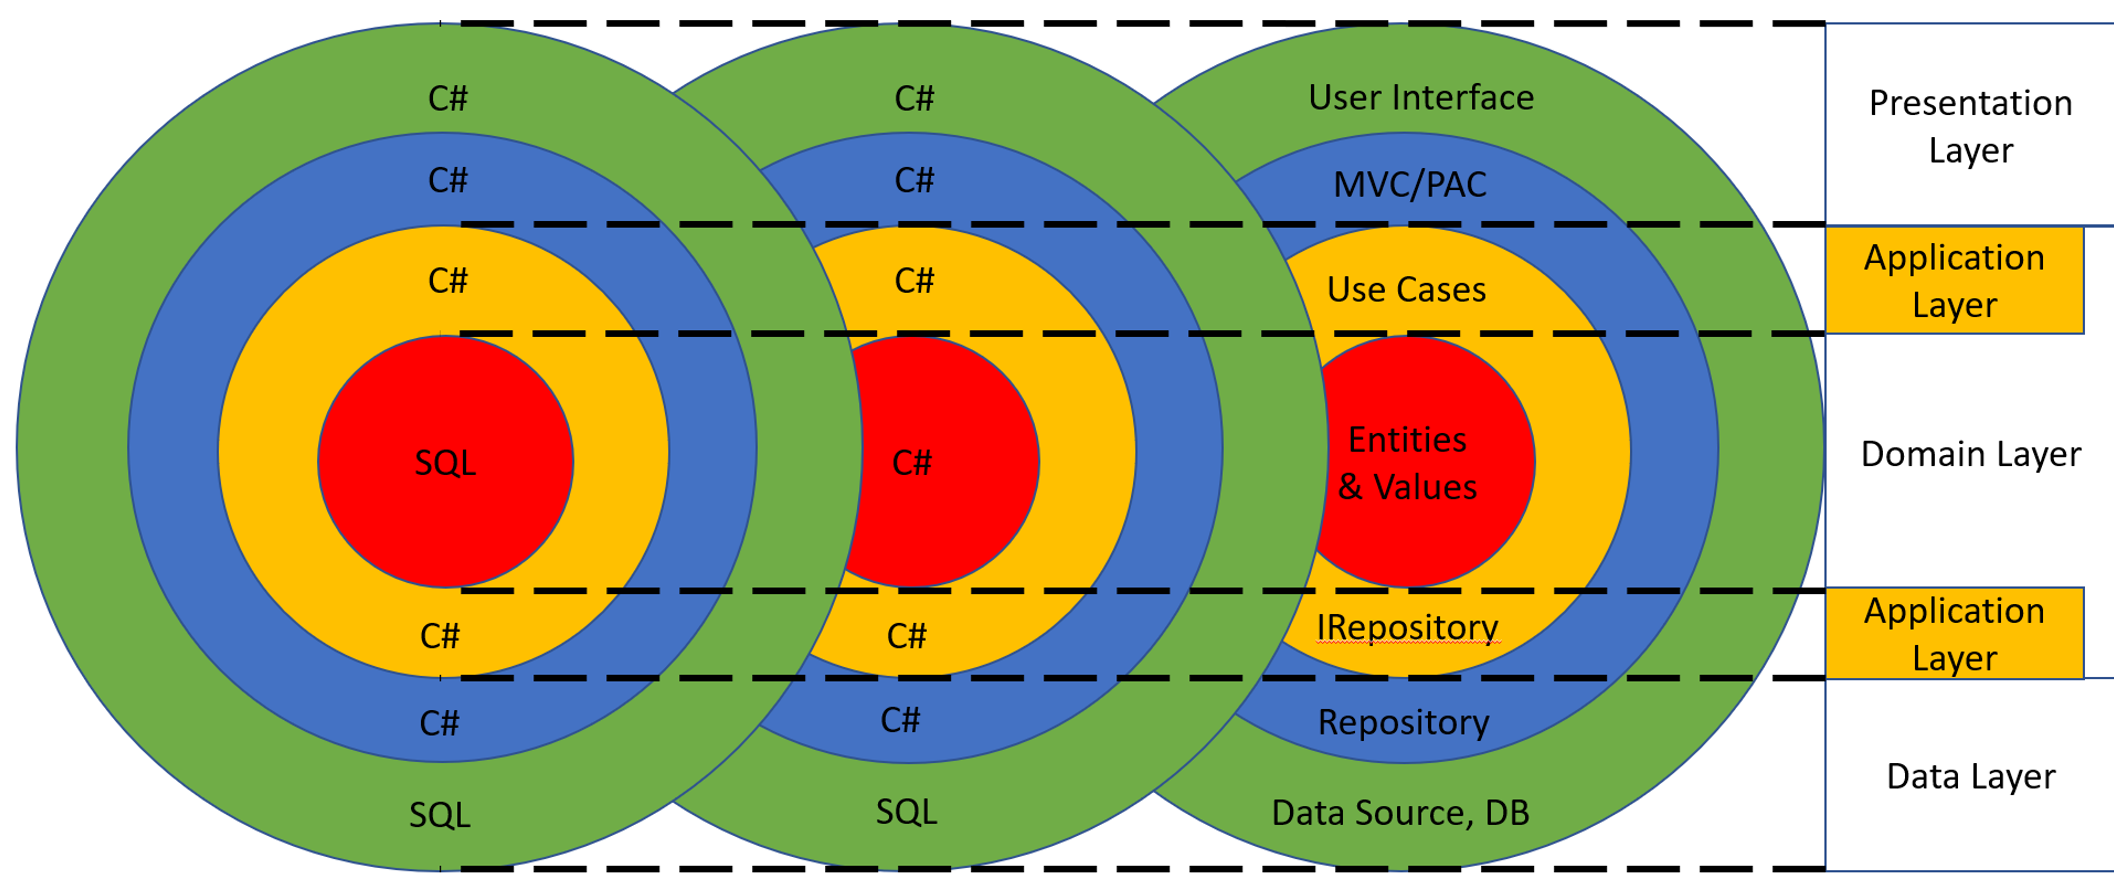 C#
C#
User Interface
Presentation
Layer
C#
C#
MVC/PAC
C#
C#
Use Cases
Application
Layer
SQL
C#
Entities
& Values
Domain Layer
C#
C#
IRepository
Application
Layer
C#
C#
Repository
Data Layer
SQL
SQL
Data Source, DB